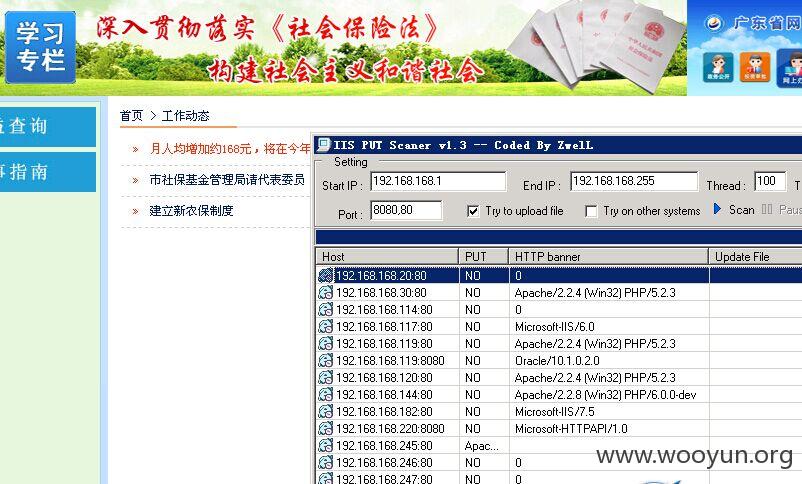 学习
专栏
深入贯彻落实《社会保险法》
构建社会主义和谐社会
广东省网
政务公开
投资审批
网上办
益查询
事指南
首页 > 工作动态
» 月人均增加约168元，将在今年
» 市社保基金管理局请代表委员
» 建立新农保制度
IIS PUT Scaner v1.3 -- Coded By ZwelL
Setting
Start IP : 192.168.168.1 End IP : 192.168.168.255 Thread : 100 T
Port : 8080,80 Try to upload file Try on other systems Scan Paus
Host PUT HTTP banner Update File
192.168.168.20:80 NO 0
192.168.168.30:80 NO Apache/2.2.4 (Win32) PHP/5.2.3
192.168.168.114:80 NO 0
192.168.168.117:80 NO Microsoft-IIS/6.0
192.168.168.119:80 NO Apache/2.2.4 (Win32) PHP/5.2.3
192.168.168.119:8080 NO Oracle/10.1.0.2.0
192.168.168.120:80 NO Apache/2.2.4 (Win32) PHP/5.2.3
192.168.168.144:80 NO Apache/2.2.8 (Win32) PHP/6.0.0-dev
192.168.168.182:80 NO Microsoft-IIS/7.5
192.168.168.220:8080 NO Microsoft-HTTPAPI/1.0
192.168.168.245:80 Apac...
192.168.168.246:80 NO 0
192.168.168.247:80 NO 0
www.wooyun.org